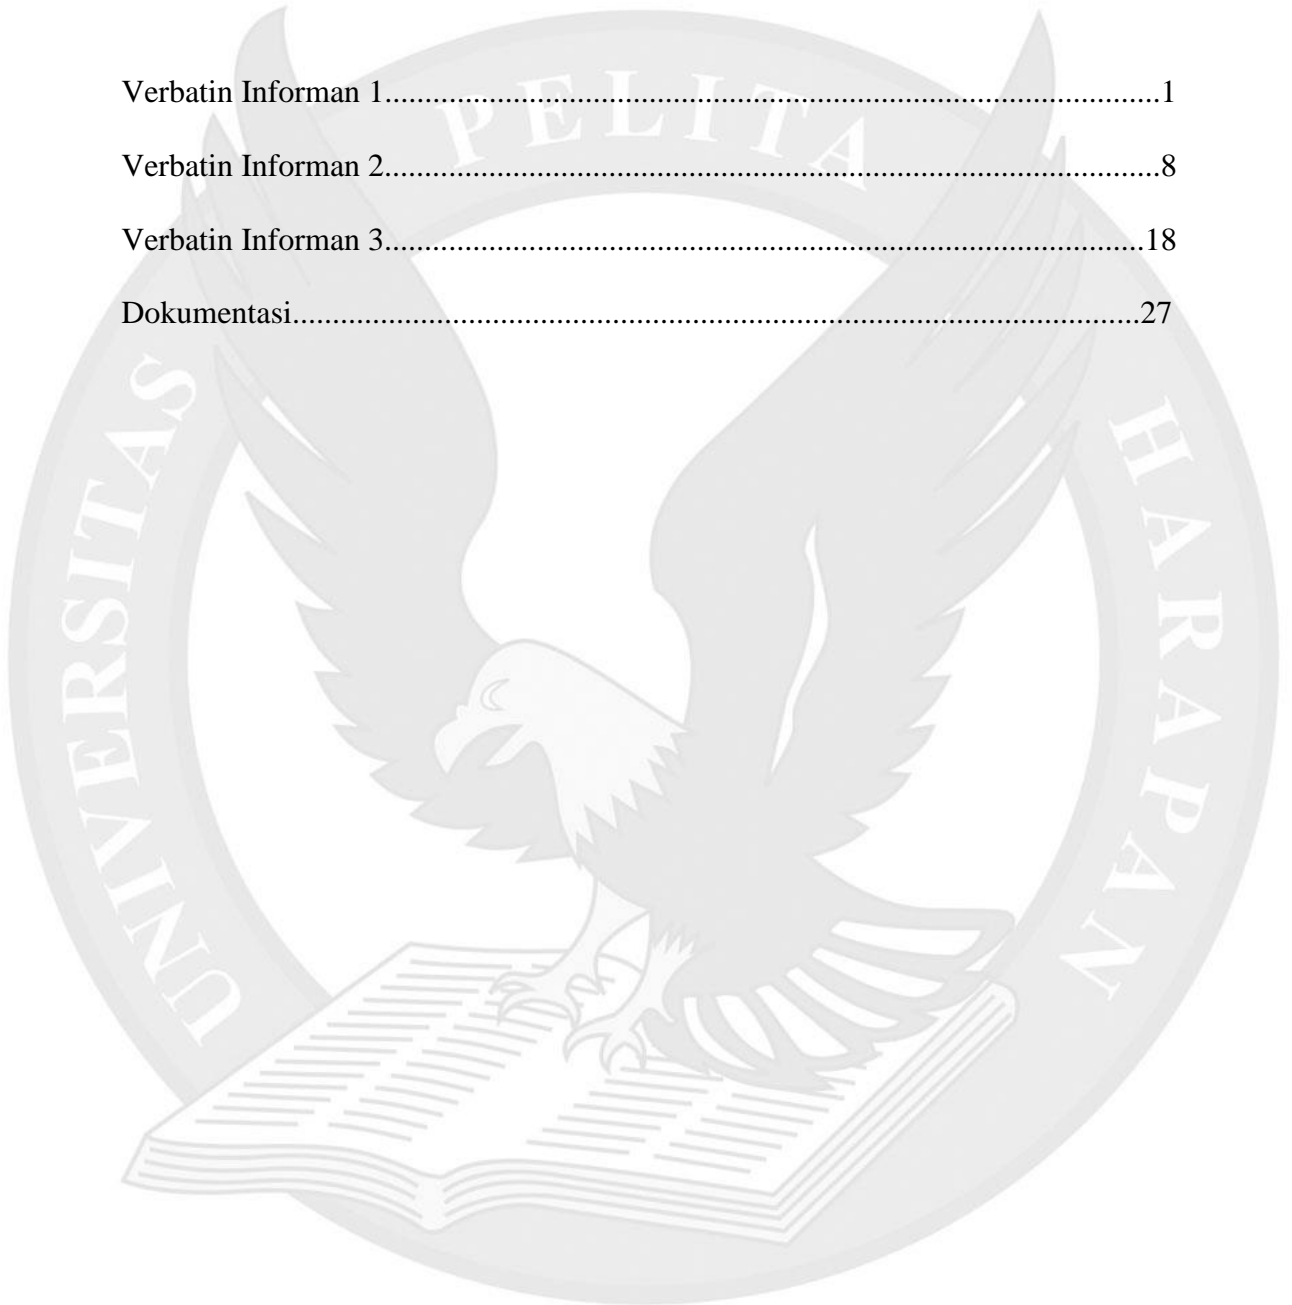 Verbatin Informan 1.................................................................................................1
Verbatin Informan 2.................................................................................................8
Verbatin Informan 3...............................................................................................18
Dokumentasi..........................................................................................................27
UNIVERSITAS PELITA HARAPAN